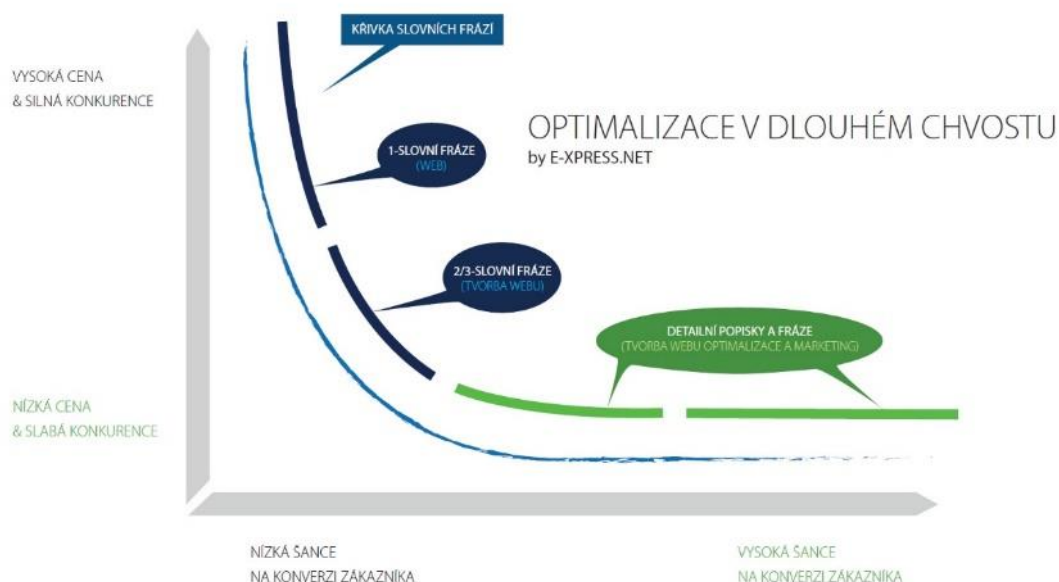 KŘIVKA SLOVNÍCH FRÁZÍ
VYSOKÁ CENA
& SILNÁ KONKURENCE
OPTIMALIZACE V DLOUHÉM CHVOSTU
by E-XPRESS.NET
1-SLOVNÍ FRÁZE
(WEB)
2/3-SLOVNÍ FRÁZE
(TVORBA WEBU)
DETAILNÍ POPISKY A FRÁZE
(TVORBA WEBU OPTIMALIZACE A MARKETING)
NÍZKÁ CENA
& SLABÁ KONKURENCE
NÍZKÁ ŠANCE
NA KONVERZI ZÁKAZNÍKA
VYSOKÁ ŠANCE
NA KONVERZI ZÁKAZNÍKA